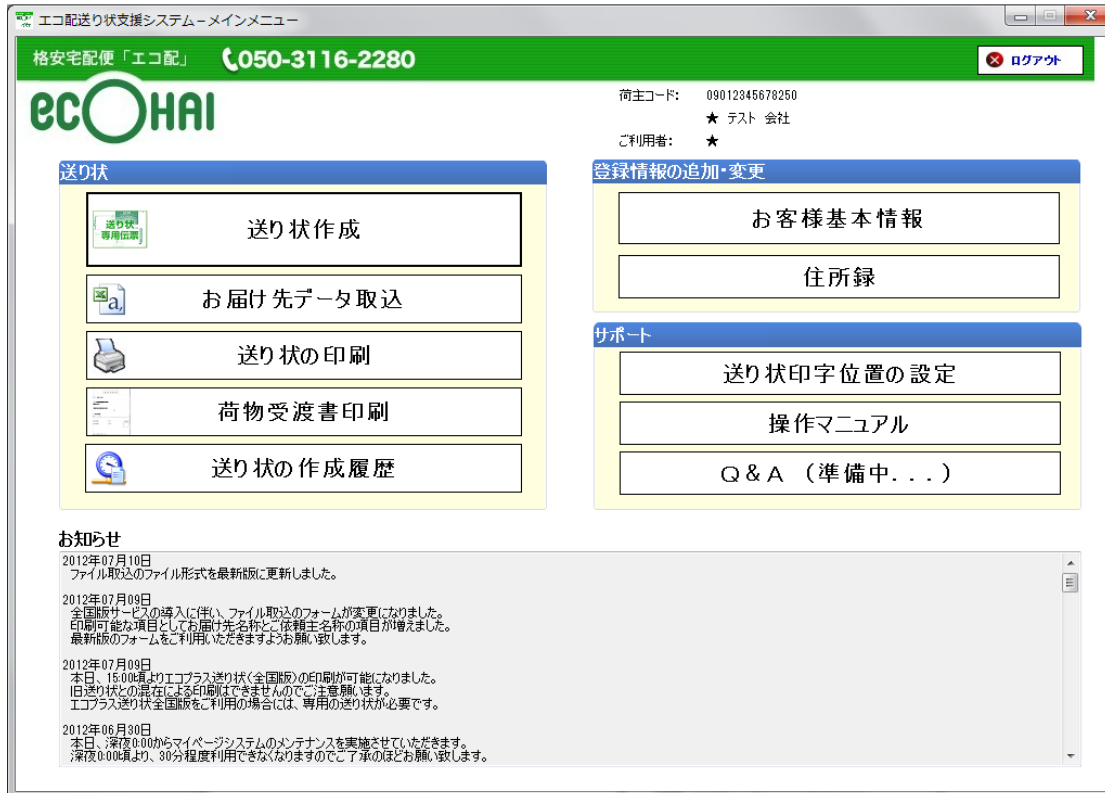 エコ配送り状支援システム－メインメニュー
格安宅配便「エコ配」 050-3116-2280
ログアウト
ecOHAI
荷主コード: 09012345678250
★ テスト 会社
ご利用者: ★
送り状
送り状専用伝票
送り状作成
お届け先データ取込
送り状の印刷
荷物受渡書印刷
送り状の作成履歴
登録情報の追加・変更
お客様基本情報
住所録
サポート
送り状印字位置の設定
操作マニュアル
Q&A (準備中...)
お知らせ
2012年07月10日
ファイル取込のファイル形式を最新版に更新しました。
2012年07月09日
全国版サービスの導入に伴い、ファイル取込のフォームが変更になりました。
印刷可能な項目としてお届け先名称とご依頼主名称の項目が増えました。
最新版のフォームをご利用いただきますようお願い致します。
2012年07月09日
本日、15:00頃よりエコプラス送り状(全国版)の印刷が可能になりました。
旧送り状との混在による印刷はできませんのでご注意願います。
エコプラス送り状全国版をご利用の場合には、専用の送り状が必要です。
2012年06月30日
本日、深夜0:00からマイページシステムのメンテナンスを実施させていただきます。
深夜0:00頃より、30分程度利用できなくなりますのでご了承のほどお願い致します。